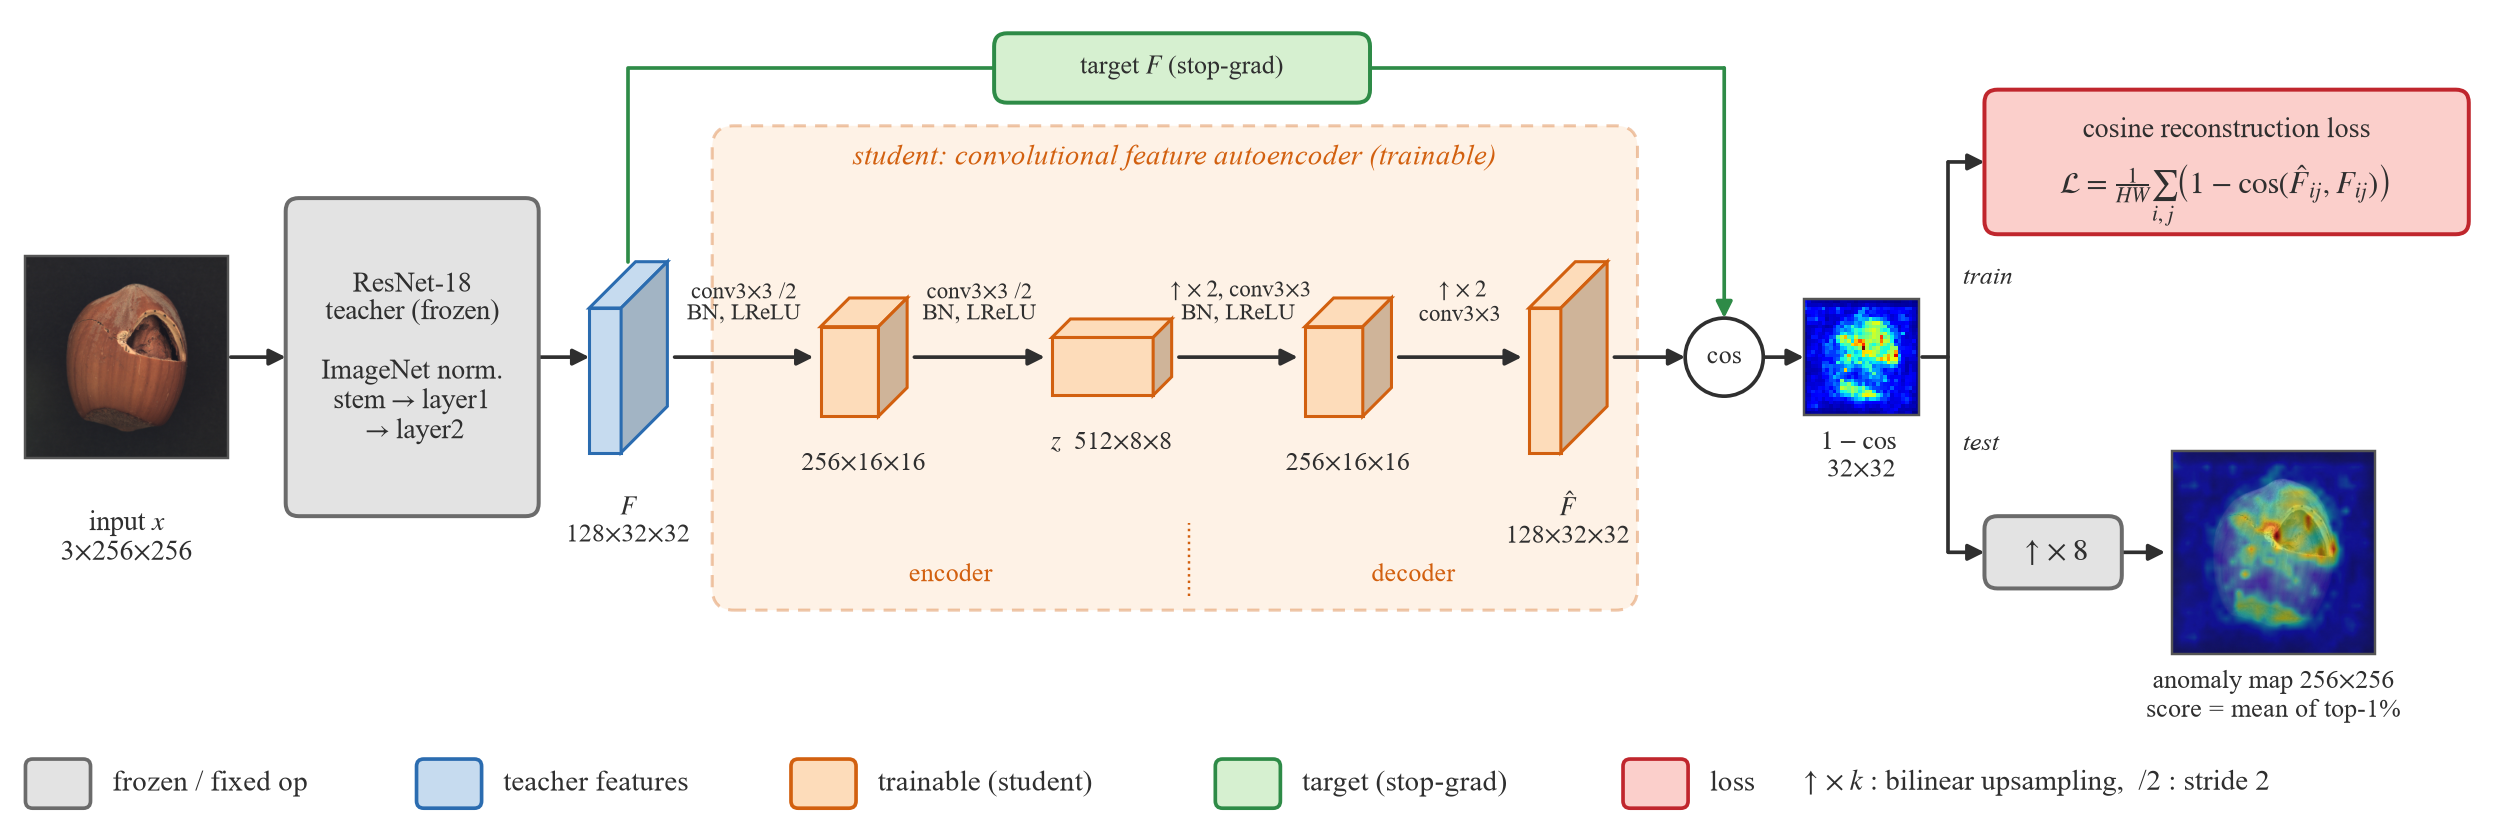 target F (stop-grad)
student: convolutional feature autoencoder (trainable)
cosine reconstruction loss
ℒ = 1/HW ∑_{i,j} (1 − cos(F̂_{ij}, F_{ij}))
ResNet-18
teacher (frozen)
ImageNet norm.
stem → layer1
→ layer2
input x
3×256×256
F
128×32×32
conv3×3 /2
BN, LReLU
256×16×16
conv3×3 /2
BN, LReLU
z 512×8×8
↑ × 2, conv3×3
BN, LReLU
256×16×16
↑ × 2
conv3×3
F̂
128×32×32
encoder
decoder
cos
1 − cos
32×32
train
test
↑ × 8
anomaly map 256×256
score = mean of top-1%
frozen / fixed op
teacher features
trainable (student)
target (stop-grad)
loss
↑ × k : bilinear upsampling, /2 : stride 2